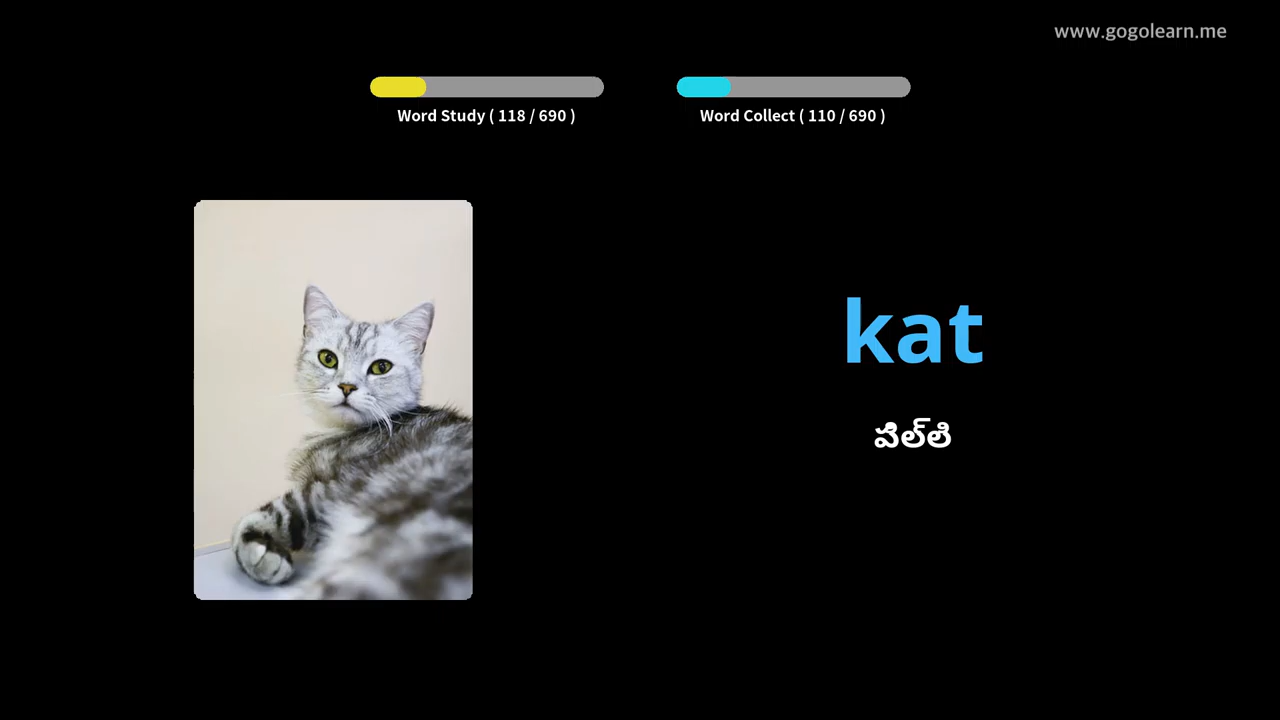 www.gogolearn.me
Word Study ( 118 / 690 )
Word Collect ( 110 / 690 )
kat
పిల్‌లి